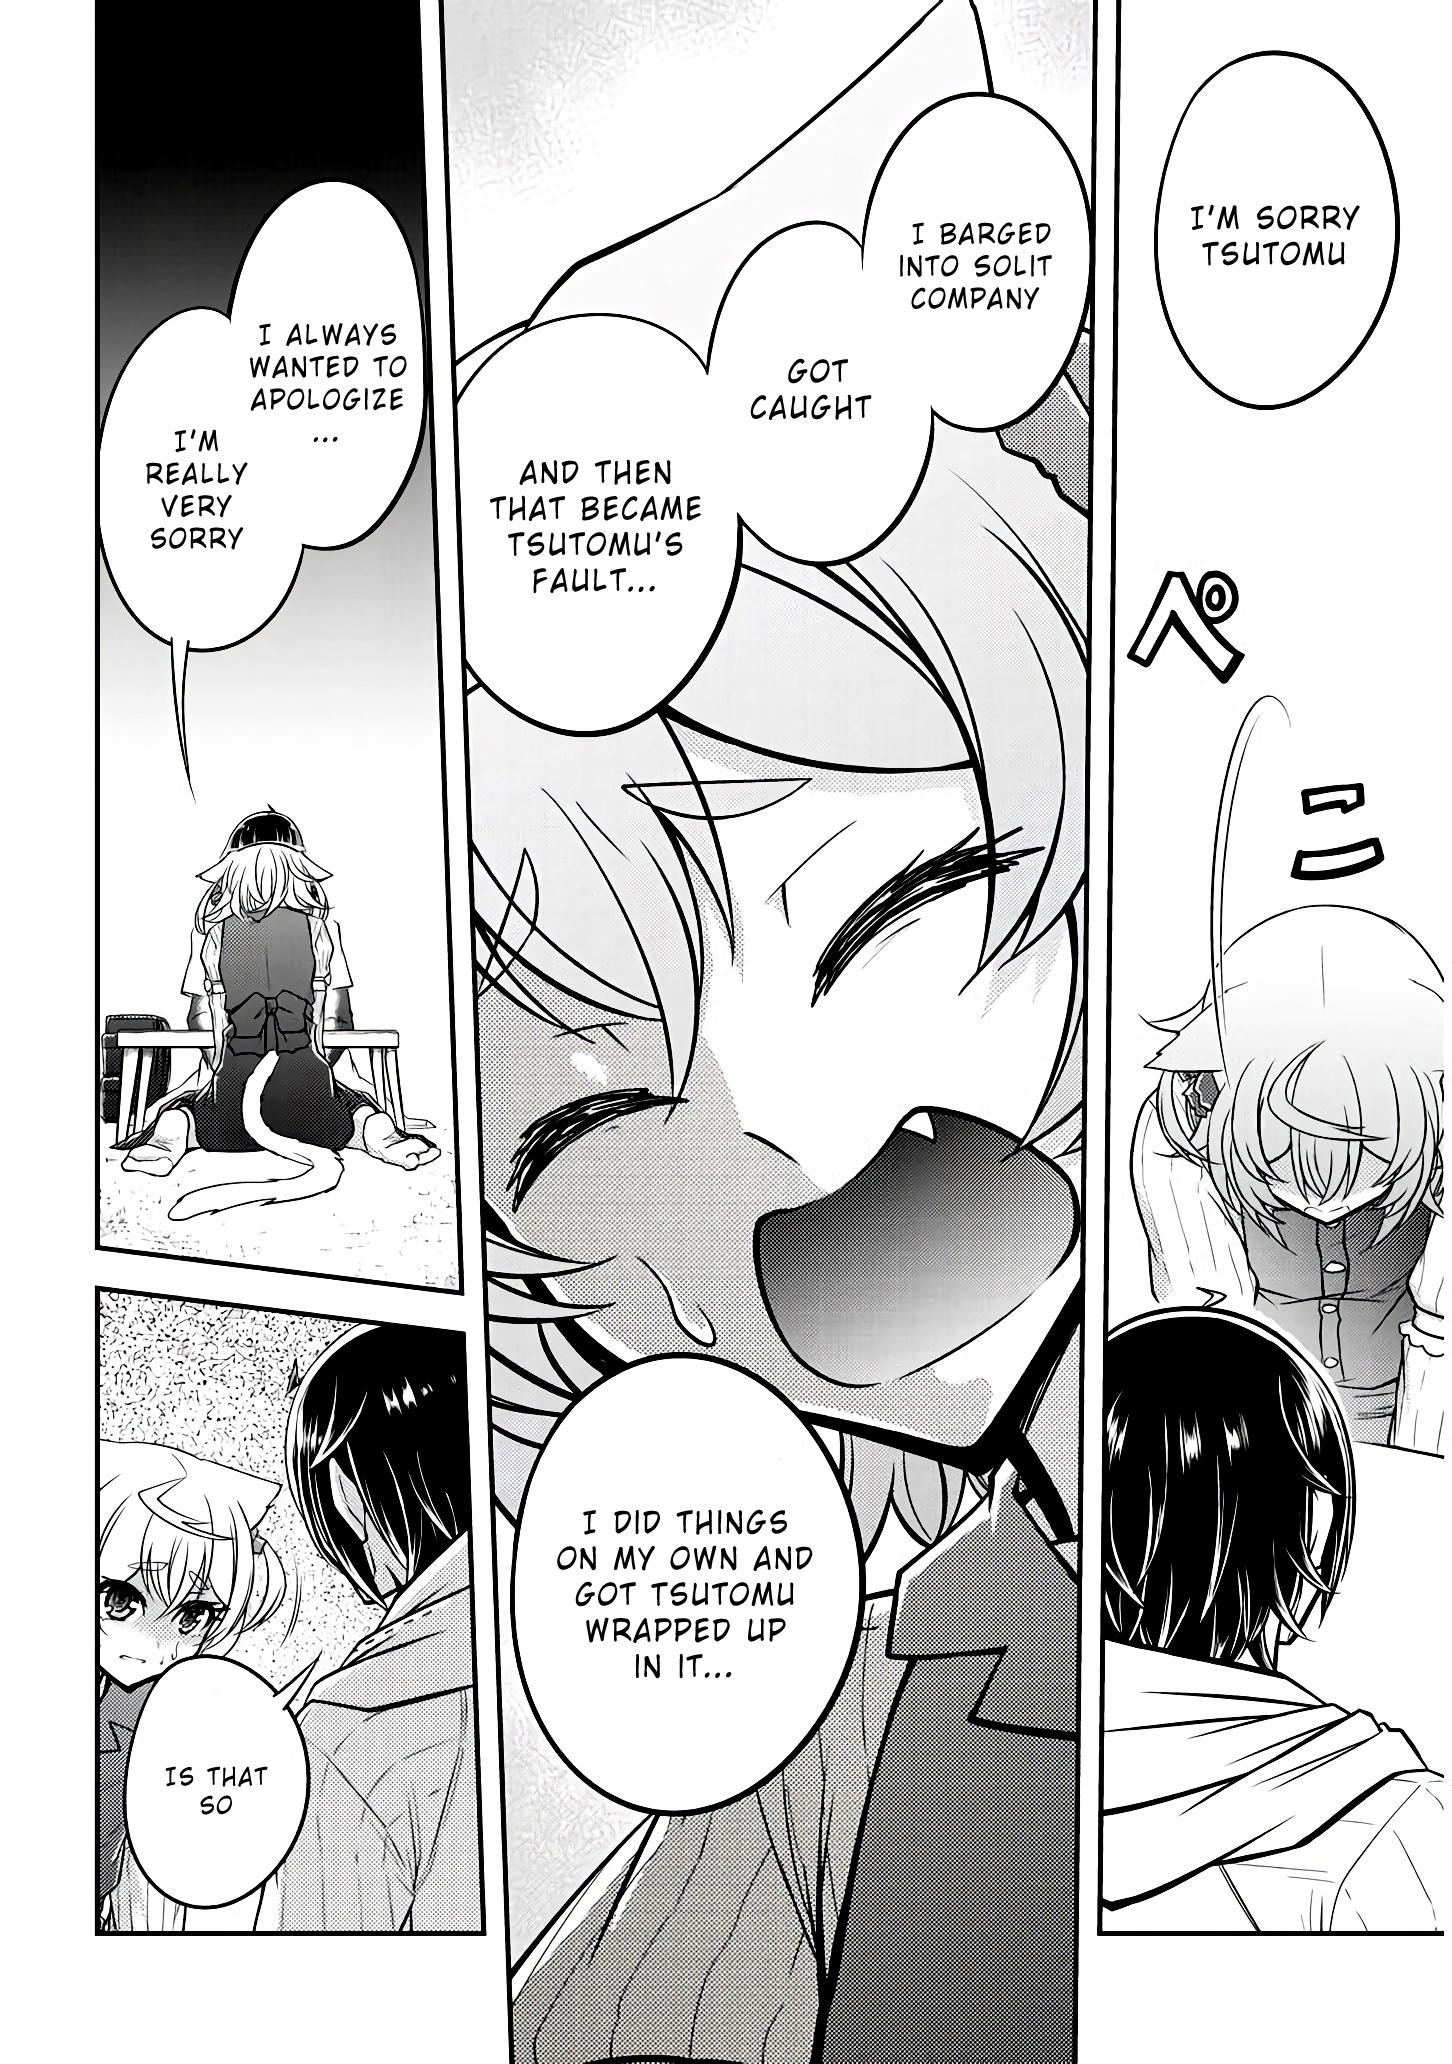 I'M SORRY
TSUTOMU
ペ
コ
I BARGED
INTO SOLIT
COMPANY
GOT
CAUGHT
AND THEN
THAT BECAME
TSUTOMU'S
FAULT...
I DID THINGS
ON MY OWN AND
GOT TSUTOMU
WRAPPED UP
IN IT...
I ALWAYS
WANTED TO
APOLOGIZE
...
I'M
REALLY
VERY
SORRY
IS THAT
SO